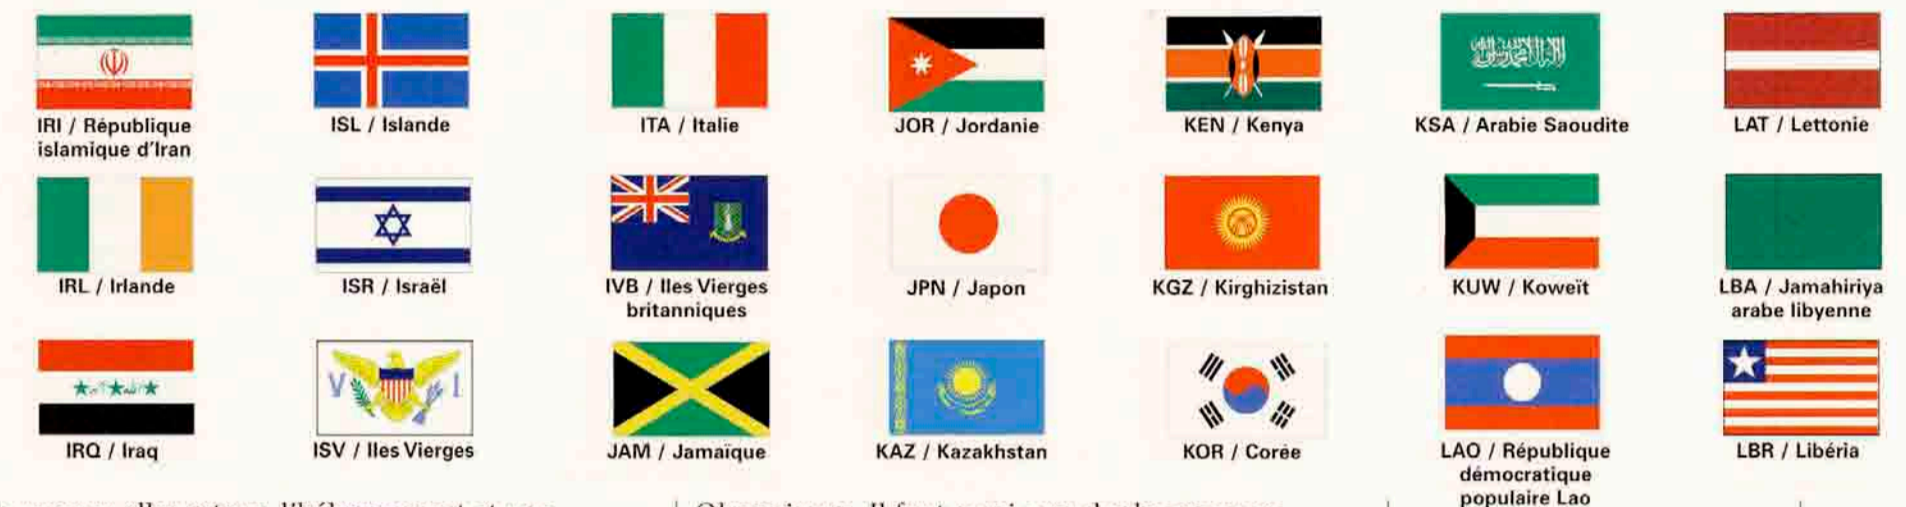 IRI / République
islamique d'Iran
ISL / Islande
ITA / Italie
JOR / Jordanie
KEN / Kenya
KSA / Arabie Saoudite
LAT / Lettonie
IRL / Irlande
ISR / Israël
IVB / Iles Vierges
britanniques
JPN / Japon
KGZ / Kirghizistan
KUW / Koweït
LBA / Jamahiriya
arabe libyenne
IRQ / Iraq
V I
ISV / Iles Vierges
JAM / Jamaïque
KAZ / Kazakhstan
KOR / Corée
LAO / République
démocratique
populaire Lao
LBR / Libéria